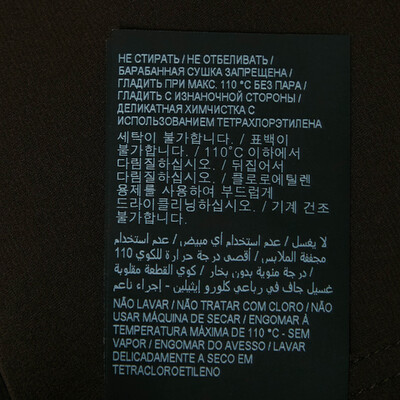 НЕ СТИРАТЬ / НЕ ОТБЕЛИВАТЬ /
БАРАБАННАЯ СУШКА ЗАПРЕЩЕНА /
ГЛАДИТЬ ПРИ МАКС. 110 °C БЕЗ ПАРА /
ГЛАДИТЬ С ИЗНАНОЧНОЙ СТОРОНЫ /
ДЕЛИКАТНАЯ ХИМЧИСТКА С
ИСПОЛЬЗОВАНИЕМ ТЕТРАХЛОРЭТИЛЕНА
세탁이 불가합니다. / 표백이
불가합니다. / 110°C 이하에서
다림질하십시오. / 뒤집어서
다림질하십시오. / 클로로에틸렌
용제를 사용하여 부드럽게
드라이클리닝하십시오. / 기계 건조
불가합니다.
لا يغسل / عدم استخدام أي مبيض / عدم استخدام
مجففة الملابس / أقصى درجة حرارة للكوي 110
درجة مئوية بدون بخار / كوي القطعة مقلوبة /
غسيل جاف في رباعي كلورو إيثيلين - إجراء ناعم
NÃO LAVAR / NÃO TRATAR COM CLORO / NÃO
USAR MÁQUINA DE SECAR / ENGOMAR À
TEMPERATURA MÁXIMA DE 110 °C - SEM
VAPOR / ENGOMAR DO AVESSO / LAVAR
DELICADAMENTE A SECO EM
TETRACLOROETILENO